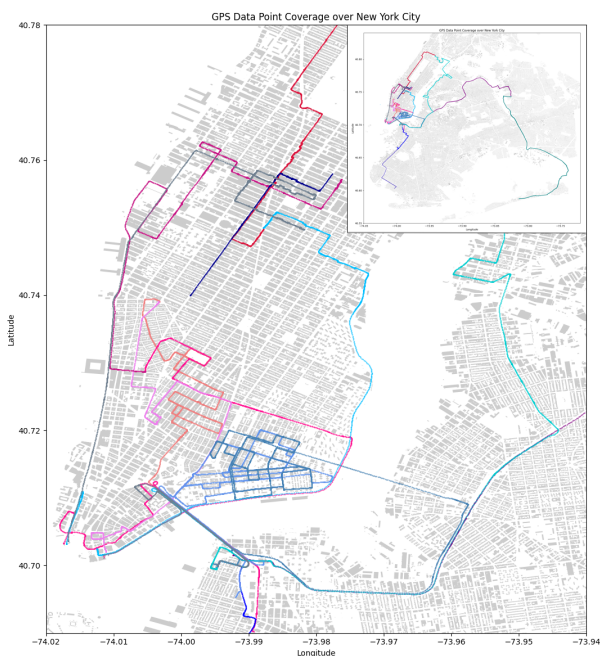 GPS Data Point Coverage over New York City
40.78
40.76
40.74
40.72
40.70
Latitude
−74.02 −74.01 −74.00 −73.99 −73.98 −73.97 −73.96 −73.95 −73.94
Longitude
GPS Data Point Coverage over New York City
Latitude
Longitude